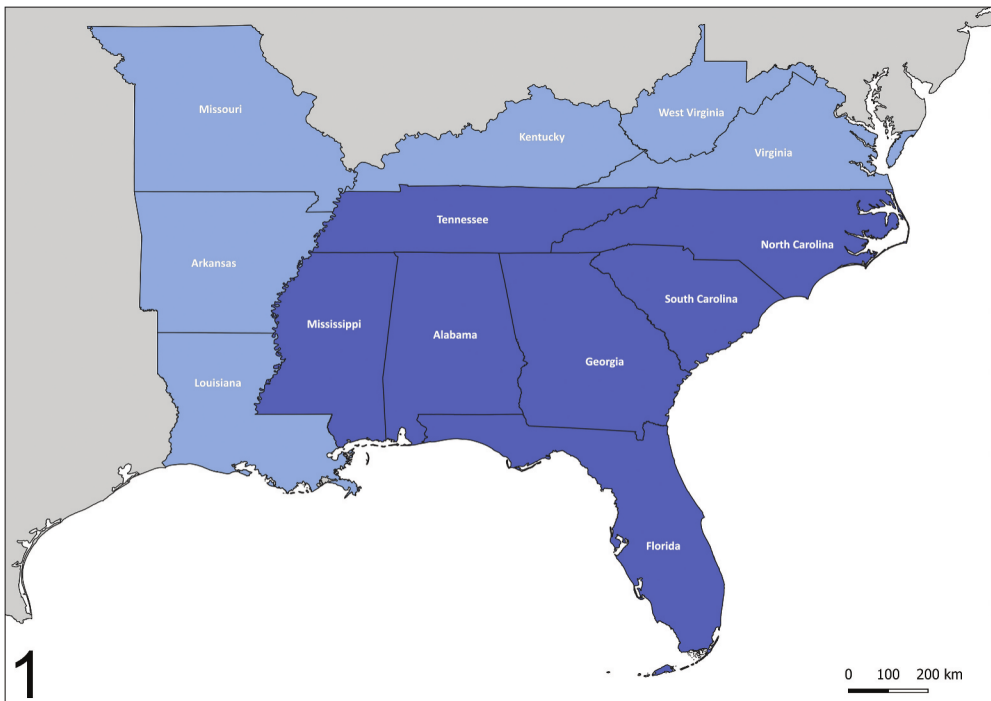 Missouri
West Virginia
Kentucky
Virginia
Tennessee
North Carolina
Arkansas
South Carolina
Mississippi
Alabama
Georgia
Louisiana
Florida
1
0 100 200 km